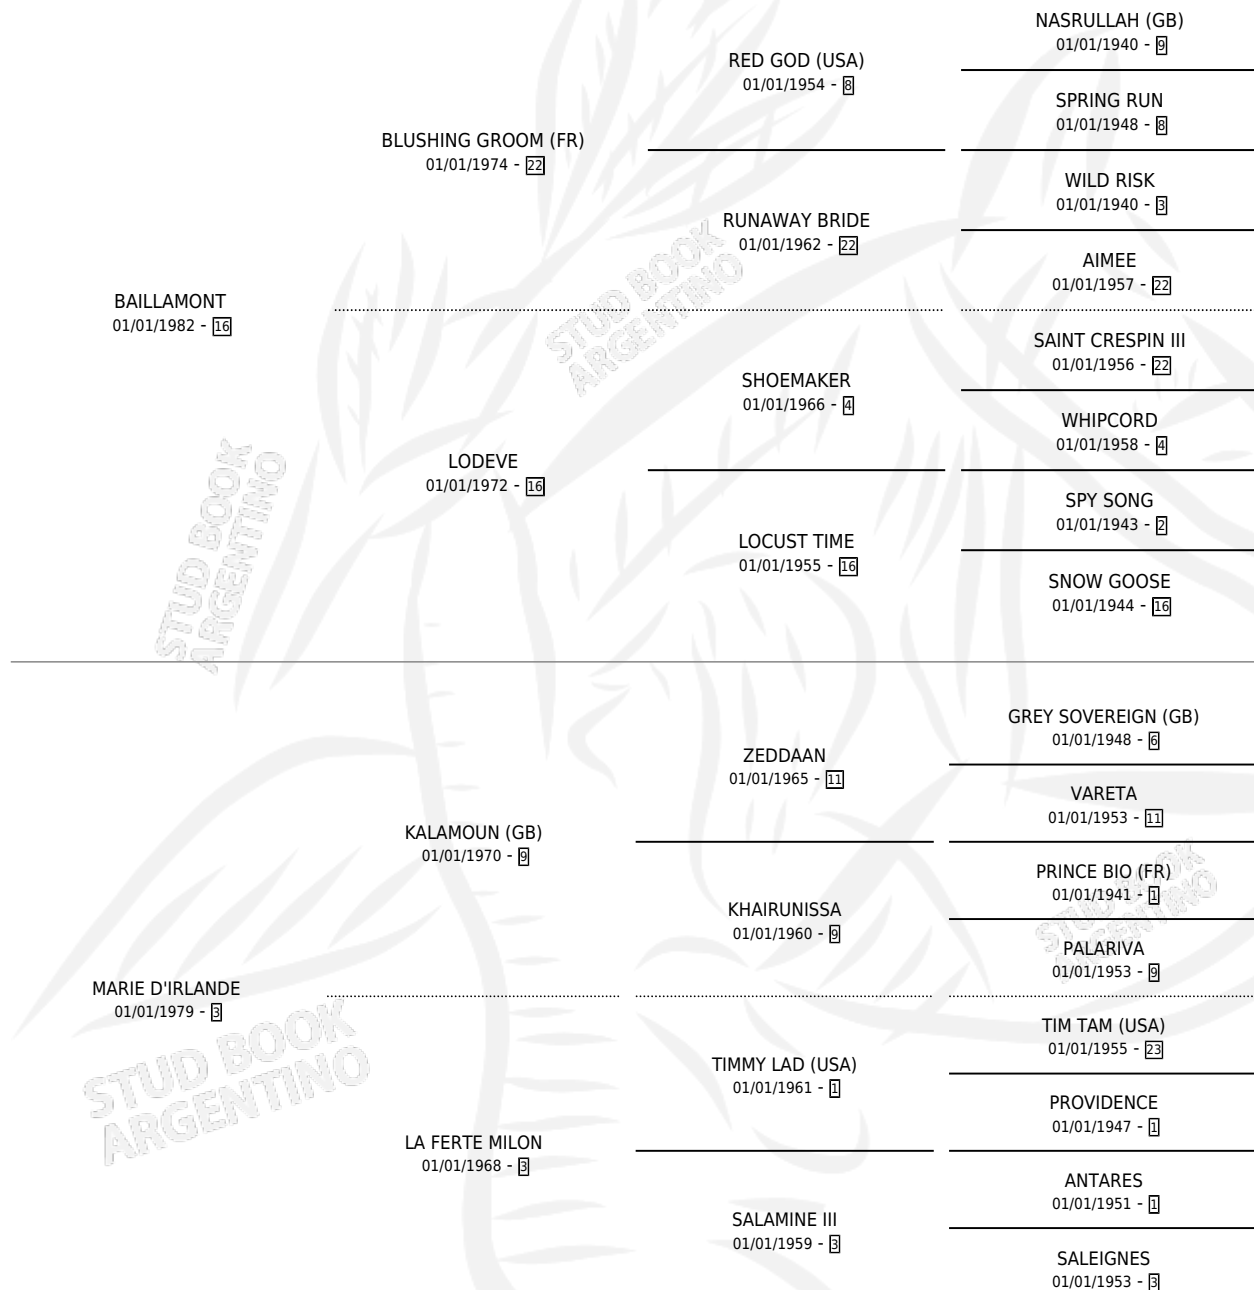 NASRULLAH (GB)
01/01/1940 - 9
RED GOD (USA)
01/01/1954 - 8
SPRING RUN
01/01/1948 - 8
BLUSHING GROOM (FR)
01/01/1974 - 22
WILD RISK
01/01/1940 - 3
RUNAWAY BRIDE
01/01/1962 - 22
AIMEE
01/01/1957 - 22
BAILLAMONT
01/01/1982 - 16
SAINT CRESPIN III
01/01/1956 - 22
SHOEMAKER
01/01/1966 - 4
WHIPCORD
01/01/1958 - 4
LODEVE
01/01/1972 - 16
SPY SONG
01/01/1943 - 2
LOCUST TIME
01/01/1955 - 16
SNOW GOOSE
01/01/1944 - 16
GREY SOVEREIGN (GB)
01/01/1948 - 6
ZEDDAAN
01/01/1965 - 11
VARETA
01/01/1953 - 11
KALAMOUN (GB)
01/01/1970 - 9
PRINCE BIO (FR)
01/01/1941 - 1
KHAIRUNISSA
01/01/1960 - 9
PALARIVA
01/01/1953 - 9
MARIE D'IRLANDE
01/01/1979 - 3
TIM TAM (USA)
01/01/1955 - 23
TIMMY LAD (USA)
01/01/1961 - 1
PROVIDENCE
01/01/1947 - 1
LA FERTE MILON
01/01/1968 - 3
ANTARES
01/01/1951 - 1
SALAMINE III
01/01/1959 - 3
SALEIGNES
01/01/1953 - 3
STUD BOOK
ARGENTINO
STUD BOOK
ARGENTINO
STUD BOOK
ARGENTINO
STUD BOOK
ARGENTINO